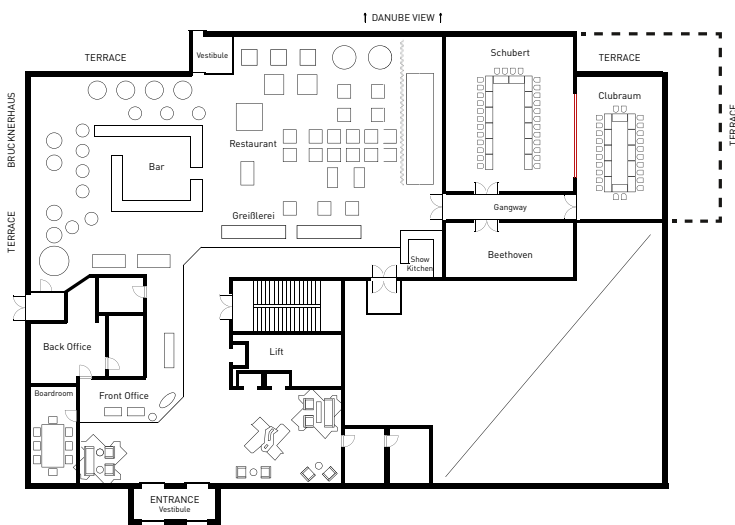 DANUBE VIEW
TERRACE
Vestibule
Schubert
TERRACE
Clubraum
BRUCKNERHAUS
TERRACE
Restaurant
Bar
Gangway
Greißlerei
TERRACE
Beethoven
Show
Kitchen
Back Office
Lift
Boardroom
Front Office
ENTRANCE
Vestibule